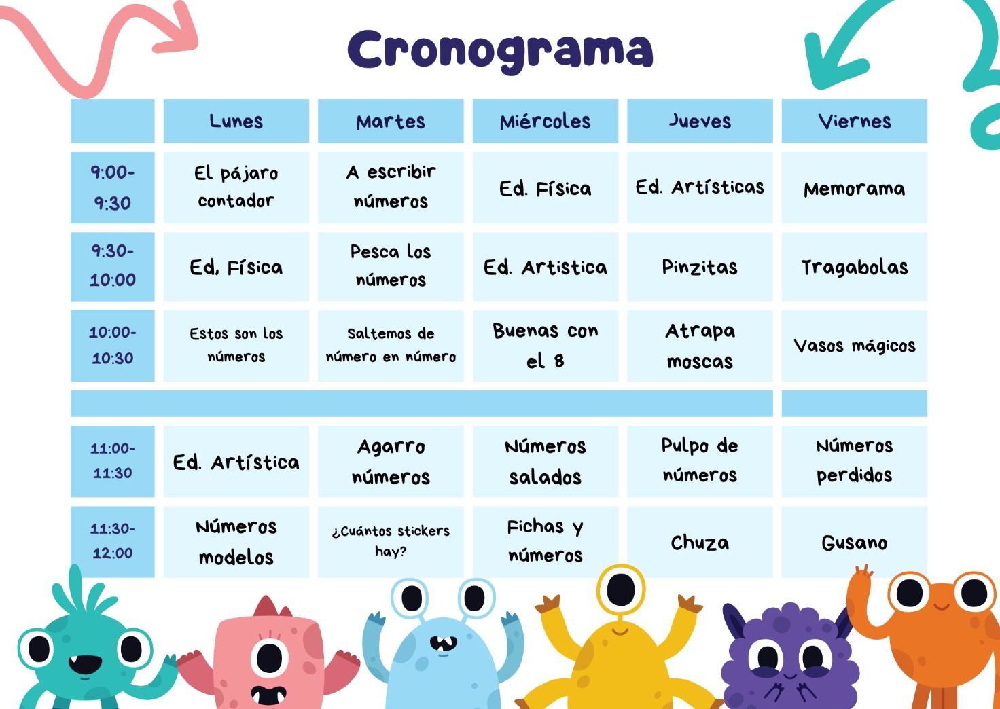 Cronograma
Lunes Martes Miércoles Jueves Viernes
9:00-
9:30
El pájaro
contador
A escribir
números
Ed. Física
Ed. Artísticas
Memorama
9:30-
10:00
Ed, Física
Pesca los
números
Ed. Artistica
Pinzitas
Tragabolas
10:00-
10:30
Estos son los
números
Saltemos de
número en número
Buenas con
el 8
Atrapa
moscas
Vasos mágicos
11:00-
11:30
Ed. Artística
Agarro
números
Números
salados
Pulpo de
números
Números
perdidos
11:30-
12:00
Números
modelos
¿Cuántos stickers
hay?
Fichas y
números
Chuza
Gusano